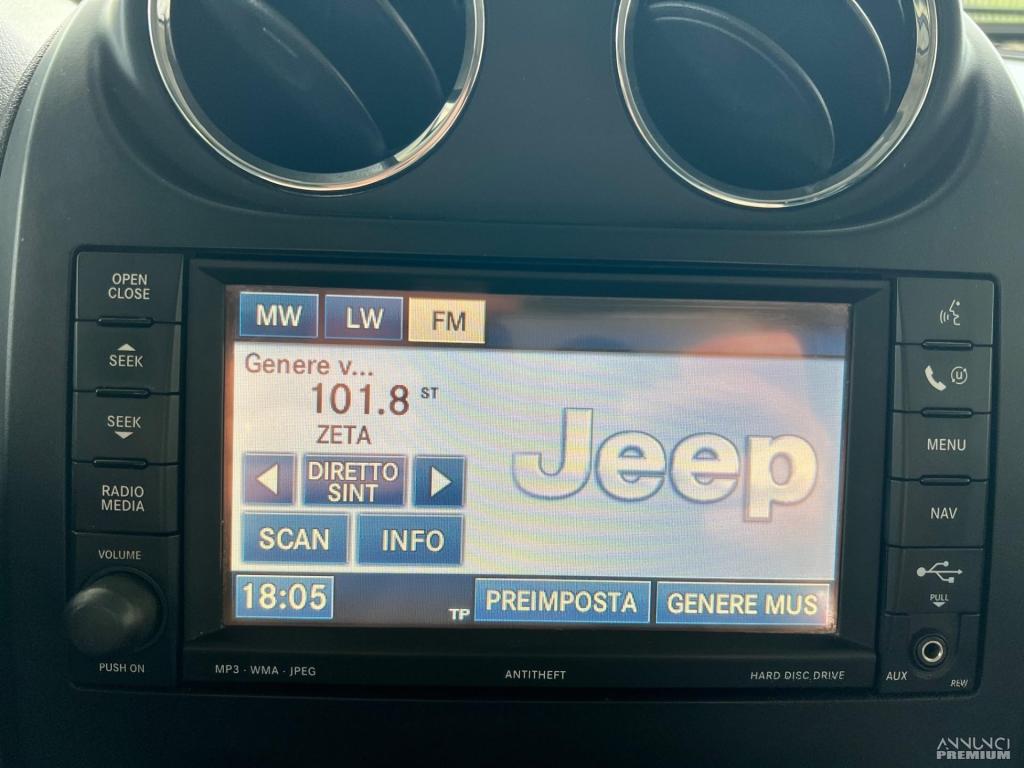 OPEN
CLOSE
SEEK
SEEK
RADIO
MEDIA
VOLUME
PUSH ON
MW LW FM
Genere v...
101.8 ST
ZETA
DIRETTO
SINT
SCAN INFO
Jeep
18:05 TP PREIMPOSTA GENERE MUS
MP3 - WMA - JPEG ANTITHEFT HARD DISC DRIVE
MENU
NAV
PULL
AUX
ANNUNCI
PREMIUM